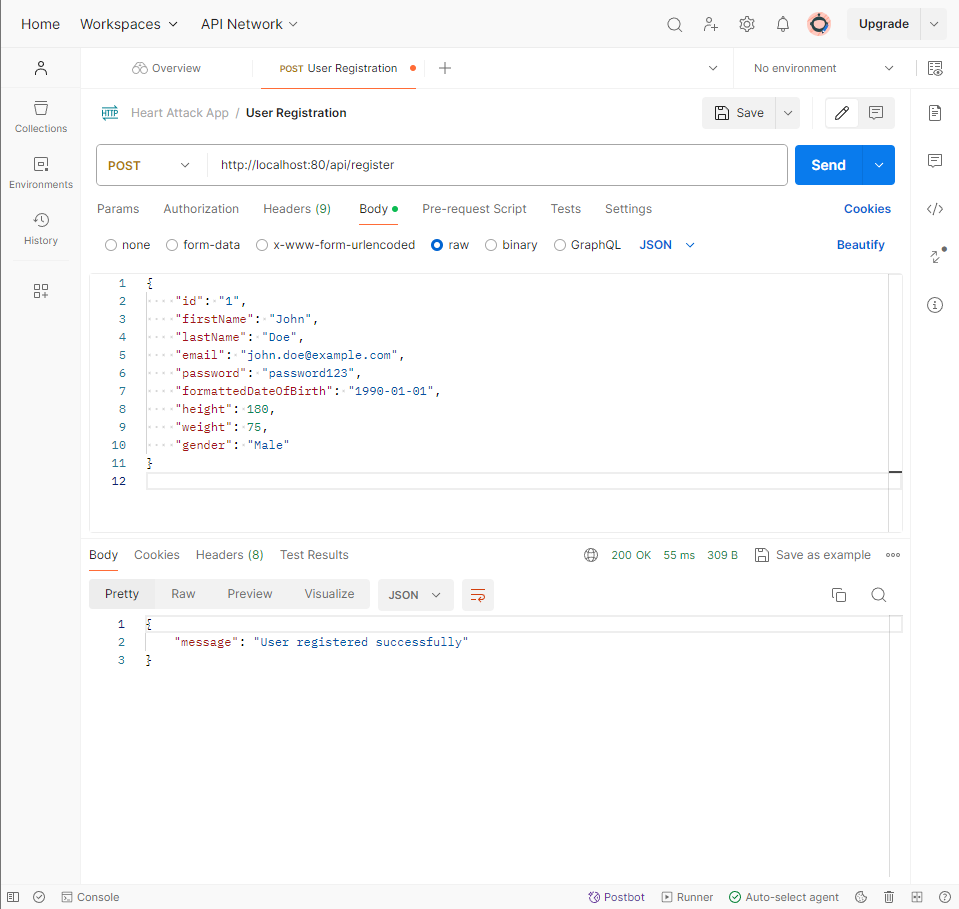 Home Workspaces API Network Upgrade
Overview POST User Registration No environment
HTTP Heart Attack App / User Registration Save
Collections
Environments
History
POST http://localhost:80/api/register Send
Params Authorization Headers (9) Body Pre-request Script Tests Settings Cookies
none form-data x-www-form-urlencoded raw binary GraphQL JSON Beautify
1 {
2 "id": "1",
3 "firstName": "John",
4 "lastName": "Doe",
5 "email": "john.doe@example.com",
6 "password": "password123",
7 "formattedDateOfBirth": "1990-01-01",
8 "height": 180,
9 "weight": 75,
10 "gender": "Male"
11 }
12
Body Cookies Headers (8) Test Results 200 OK 55 ms 309 B Save as example
Pretty Raw Preview Visualize JSON
1 {
2 "message": "User registered successfully"
3 }
Console Postbot Runner Auto-select agent